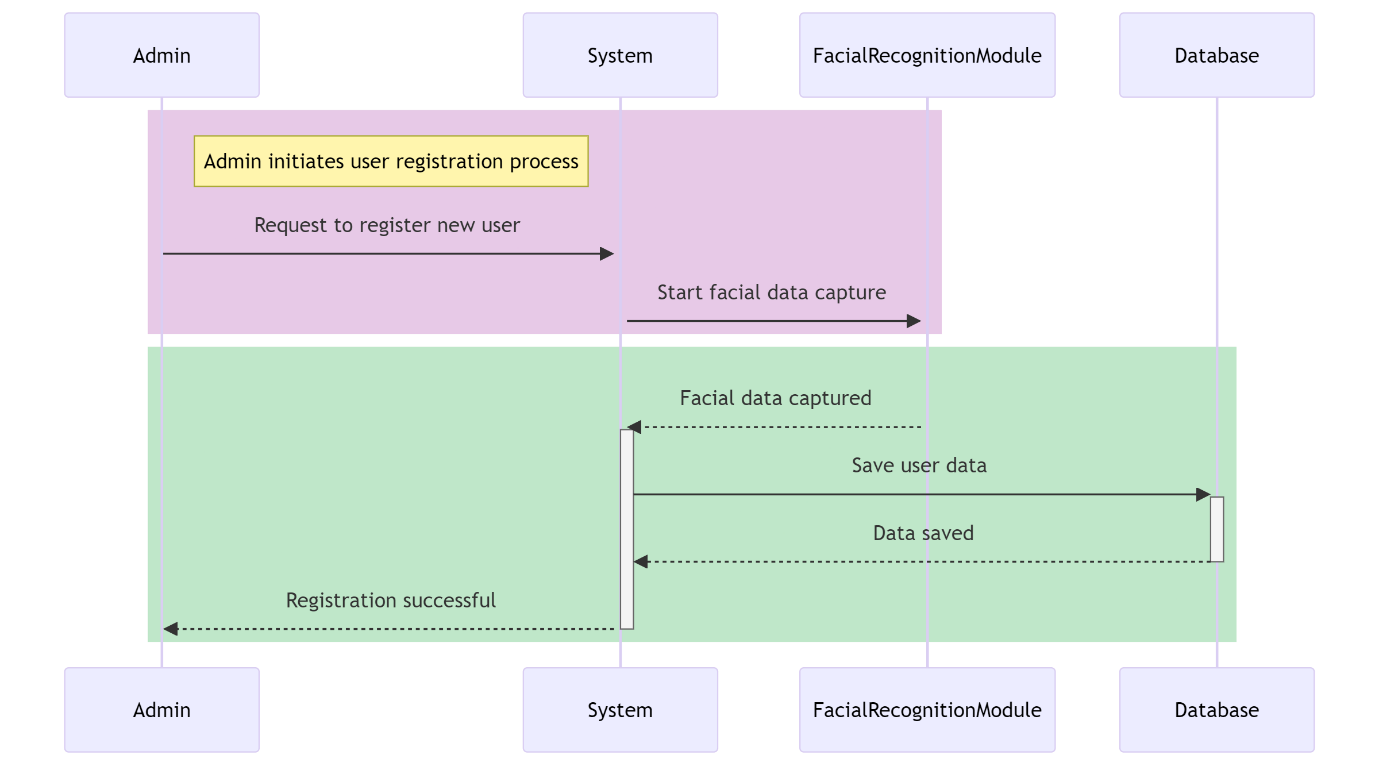 Admin
System
FacialRecognitionModule
Database
Admin initiates user registration process
Request to register new user
Start facial data capture
Facial data captured
Save user data
Data saved
Registration successful
Admin
System
FacialRecognitionModule
Database